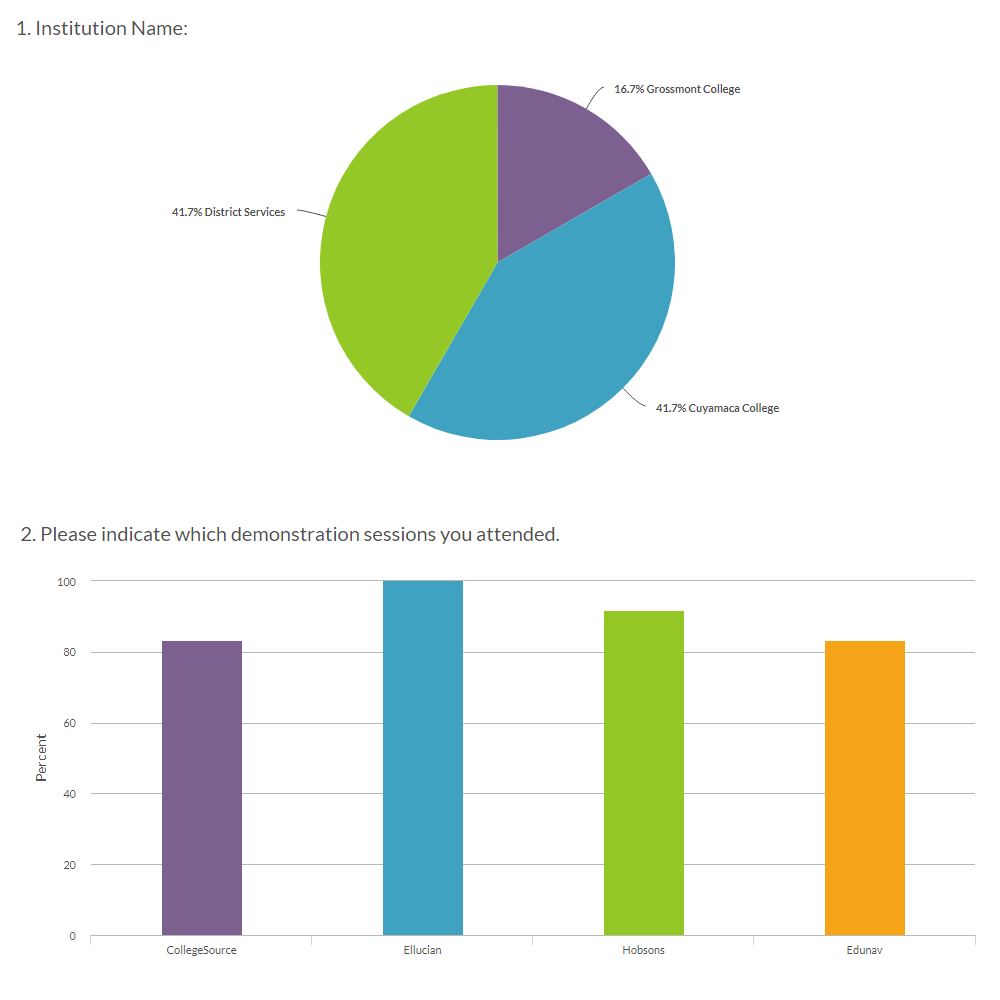 1. Institution Name:
16.7% Grossmont College
41.7% District Services
41.7% Cuyamaca College
2. Please indicate which demonstration sessions you attended.
100
80
60
40
20
0
Percent
CollegeSource
Ellucian
Hobsons
Edunav